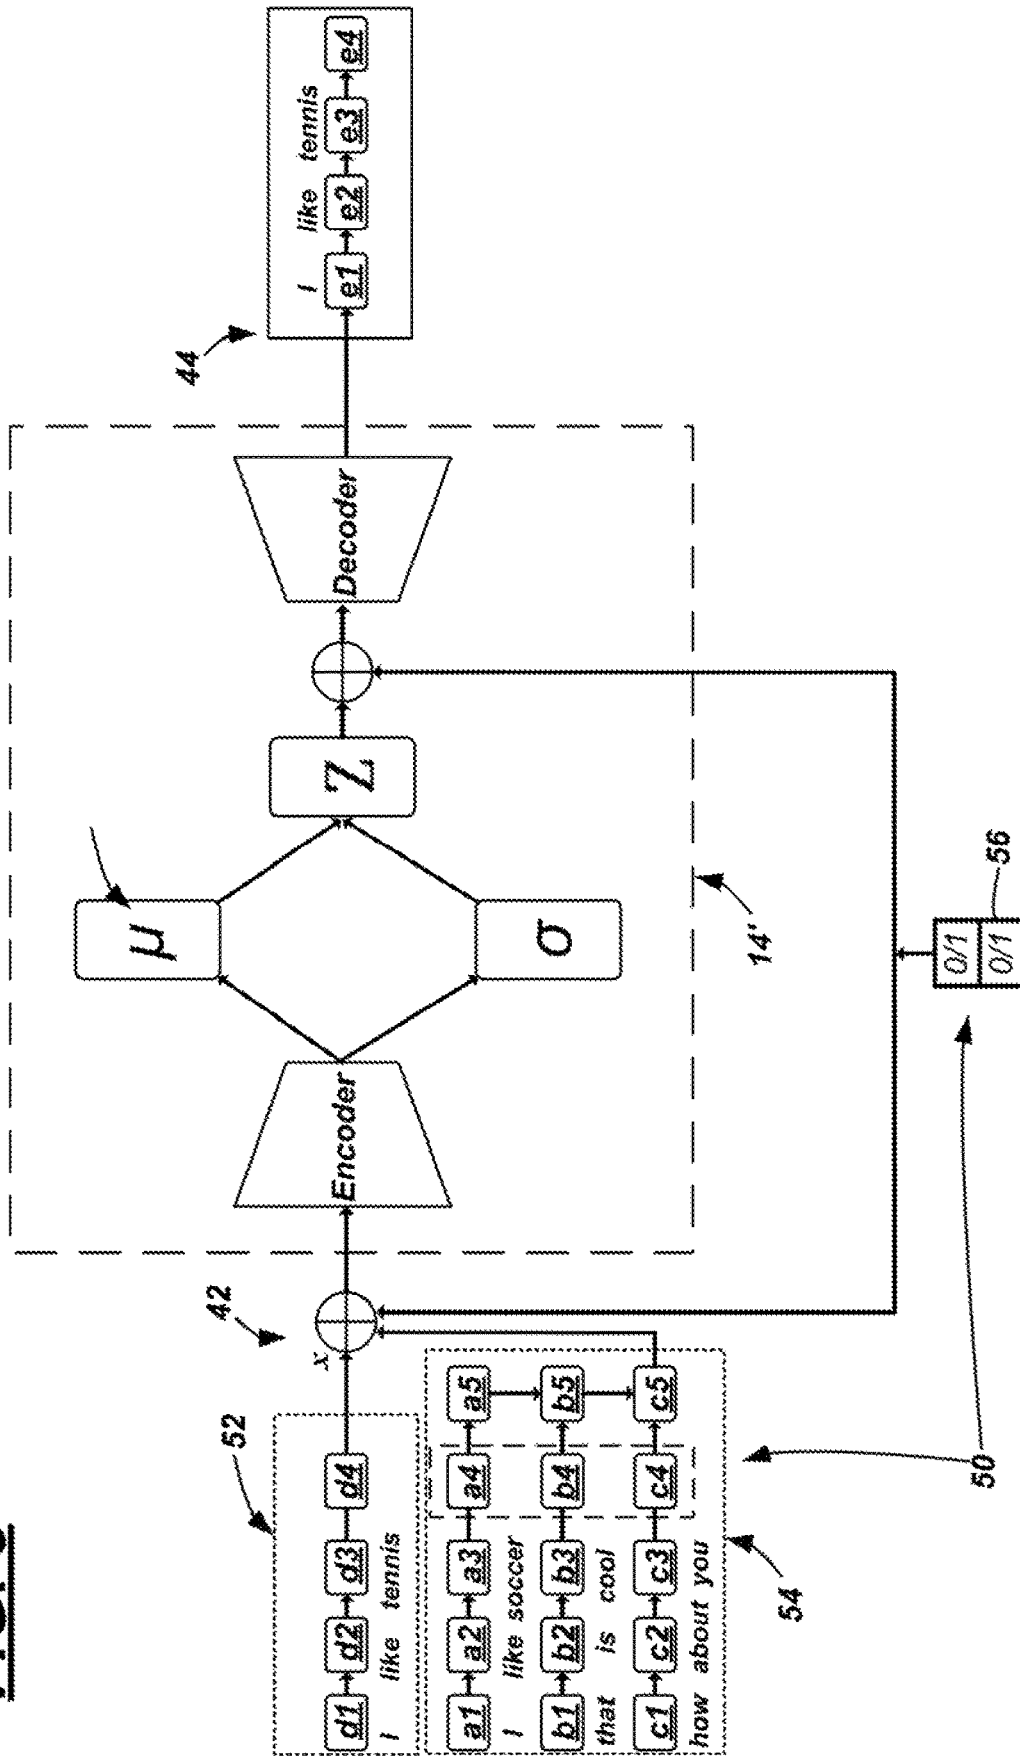 44
I like tennis
e1 e2 e3 e4
μ
Encoder
Z
Decoder
σ
14'
42
x
52
d1 d2 d3 d4
I like tennis
a1 a2 a3 a4 a5
I like soccer
b1 b2 b3 b4 b5
that is cool
c1 c2 c3 c4 c5
how about you
54
50
0/1
0/1
56